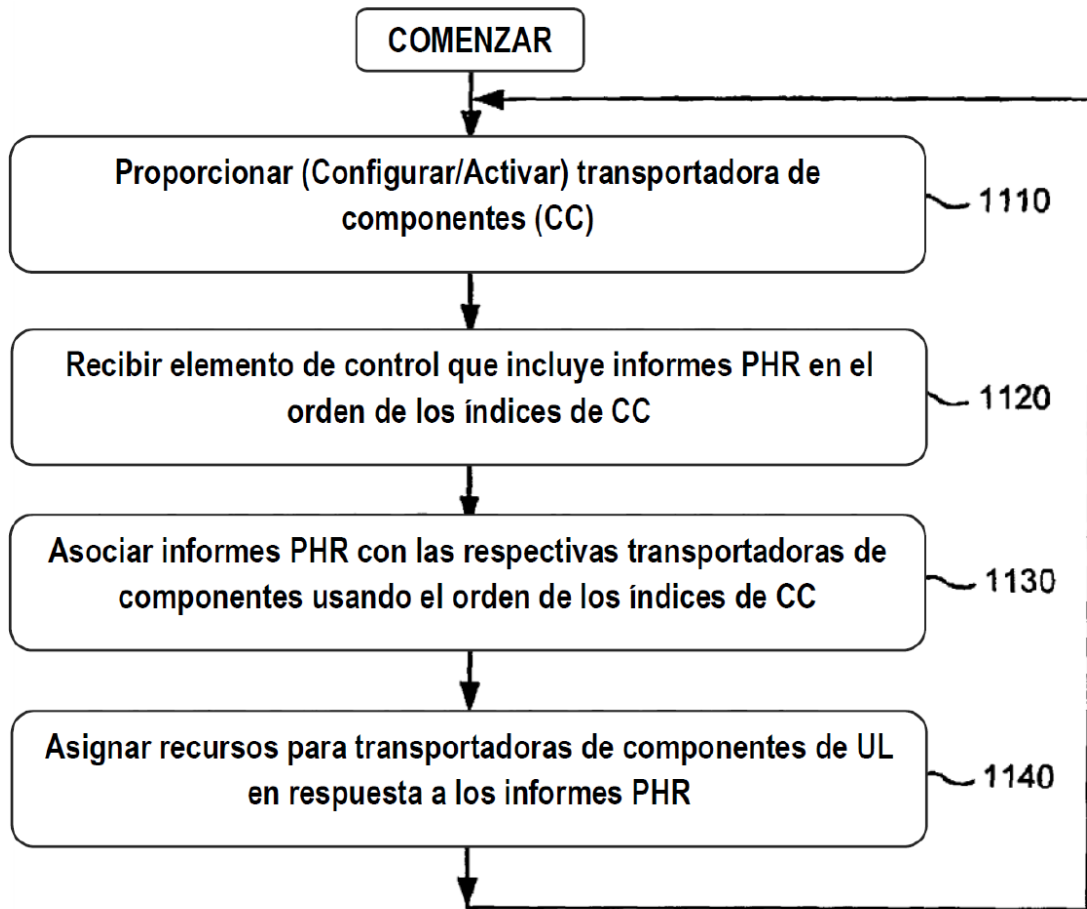 COMENZAR
Proporcionar (Configurar/Activar) transportadora de
componentes (CC)
1110
Recibir elemento de control que incluye informes PHR en el
orden de los índices de CC
1120
Asociar informes PHR con las respectivas transportadoras de
componentes usando el orden de los índices de CC
1130
Asignar recursos para transportadoras de componentes de UL
en respuesta a los informes PHR
1140